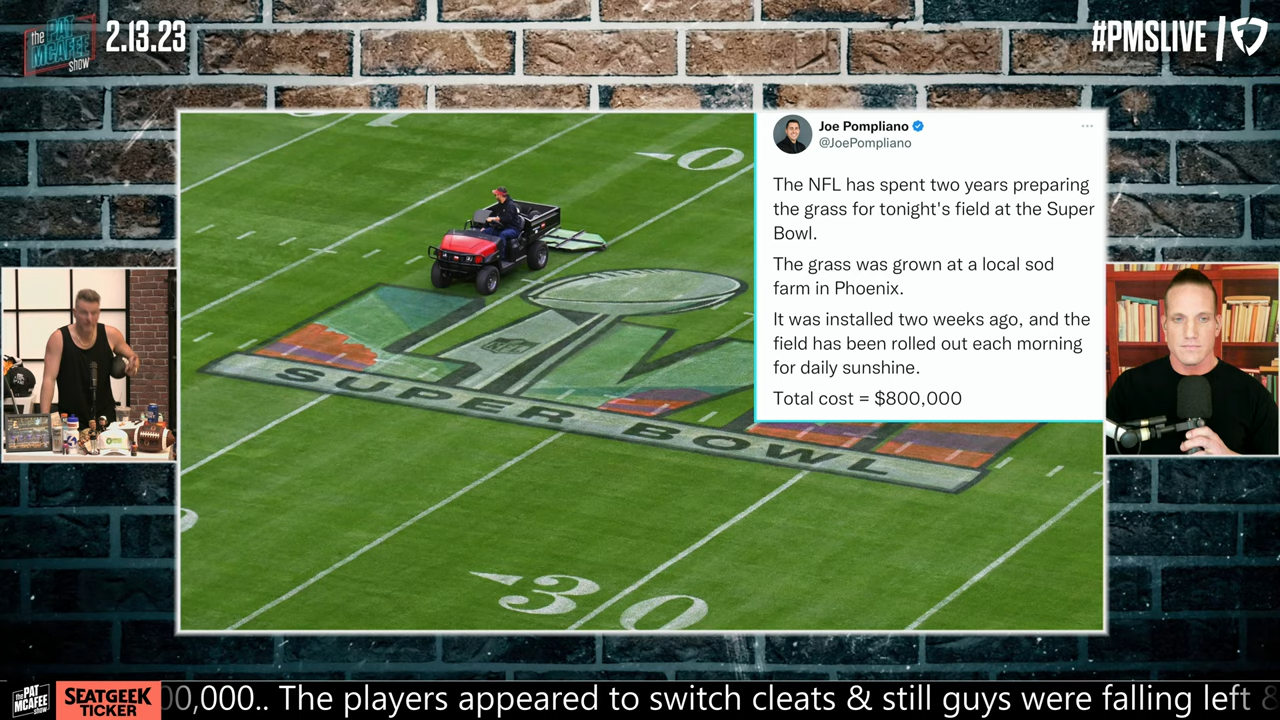 the PAT MCAFEE show
2.13.23
#PMSLIVE
Joe Pompliano
@JoePompliano
The NFL has spent two years preparing
the grass for tonight's field at the Super
Bowl.
The grass was grown at a local sod
farm in Phoenix.
It was installed two weeks ago, and the
field has been rolled out each morning
for daily sunshine.
Total cost = $800,000
0
SUPER BOWL
3 0
the PAT MCAFEE show
SEATGEEK
TICKER
00,000.. The players appeared to switch cleats & still guys were falling left &